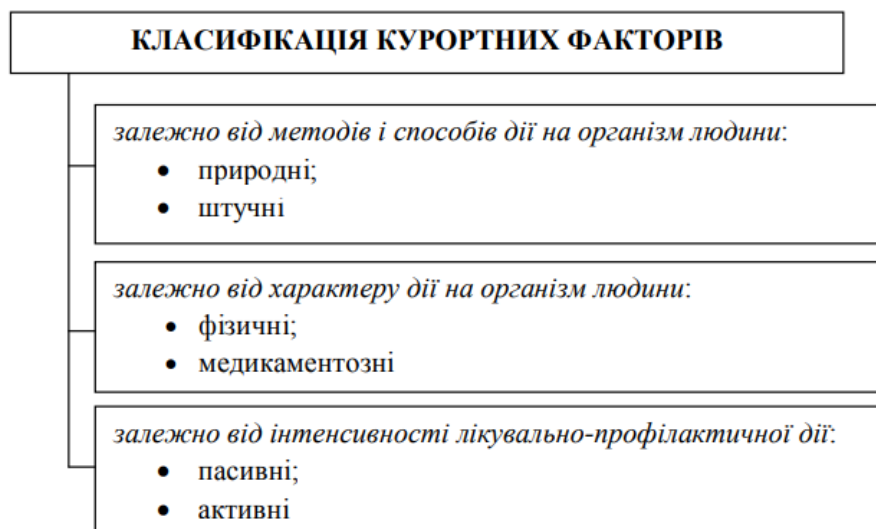 КЛАСИФІКАЦІЯ КУРОРТНИХ ФАКТОРІВ
залежно від методів і способів дії на організм людини:
• природні;
• штучні
залежно від характеру дії на організм людини:
• фізичні;
• медикаментозні
залежно від інтенсивності лікувально-профілактичної дії:
• пасивні;
• активні